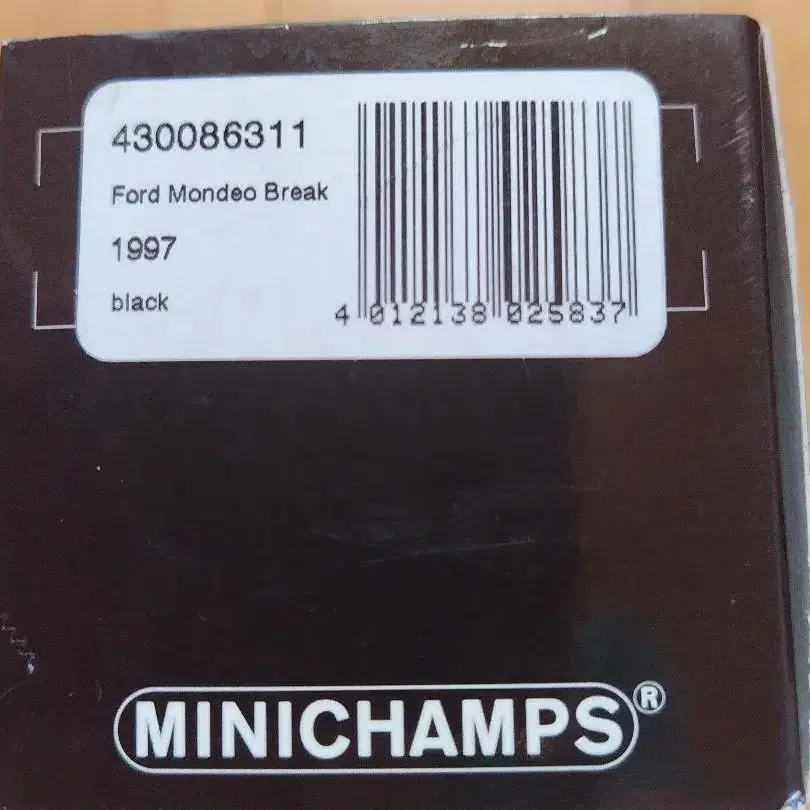 430086311
Ford Mondeo Break
1997
black
4 012138 025837
MINICHAMPS®